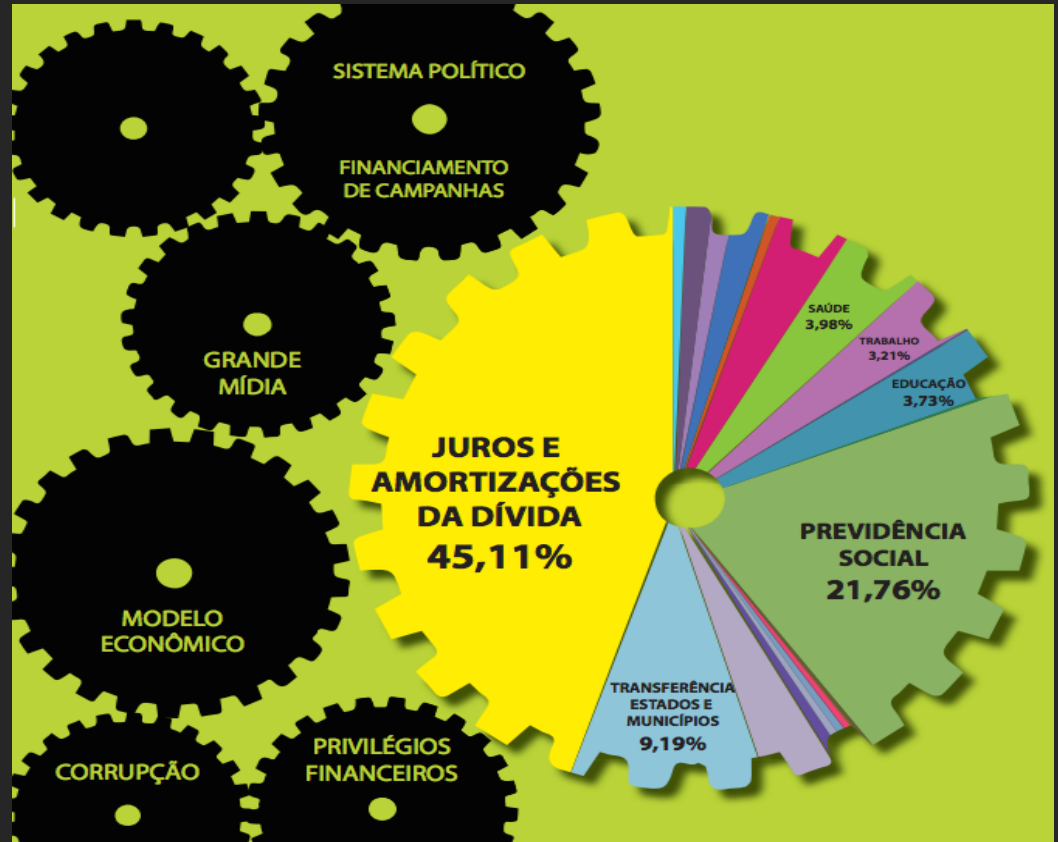 SISTEMA POLÍTICO
FINANCIAMENTO
DE CAMPANHAS
GRANDE
MÍDIA
MODELO
ECONÔMICO
CORRUPÇÃO
PRIVILÉGIOS
FINANCEIROS
JUROS E
AMORTIZAÇÕES
DA DÍVIDA
45,11%
SAÚDE
3,98%
TRABALHO
3,21%
EDUCAÇÃO
3,73%
PREVIDÊNCIA
SOCIAL
21,76%
TRANSFERÊNCIA
ESTADOS E
MUNICÍPIOS
9,19%